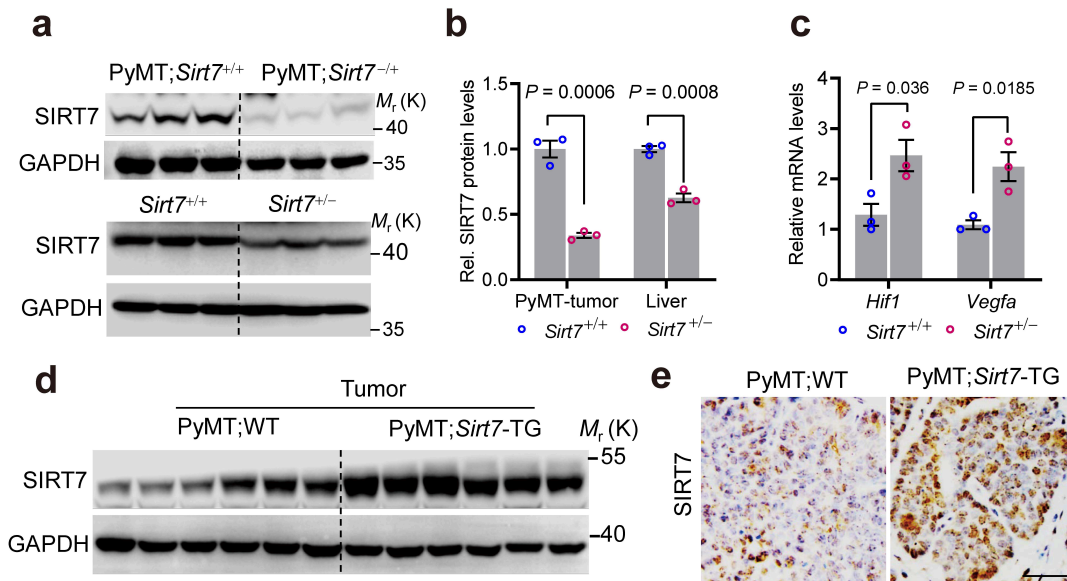 a
PyMT;Sirt7+/+ PyMT;Sirt7−/+
SIRT7
Mr (K)
40
GAPDH
35
Sirt7+/+ Sirt7+/−
Mr (K)
SIRT7
40
GAPDH
35
b
P = 0.0006 P = 0.0008
Rel. SIRT7 protein levels
1.5
1.0
0.5
0.0
PyMT-tumor Liver
Sirt7+/+ Sirt7+/−
c
P = 0.036 P = 0.0185
Relative mRNA levels
4
3
2
1
0
Hif1 Vegfa
Sirt7+/+ Sirt7+/−
d
Tumor
PyMT;WT PyMT;Sirt7-TG
Mr (K)
55
SIRT7
GAPDH
40
e
PyMT;WT PyMT;Sirt7-TG
SIRT7